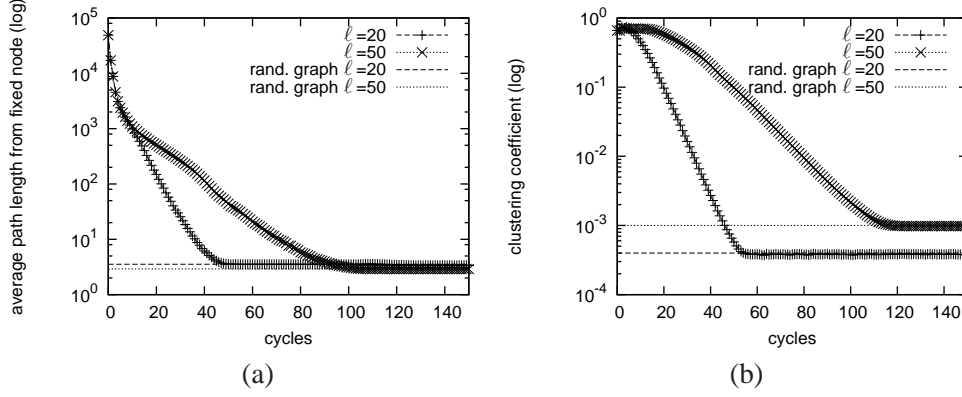 average path length from fixed node (log)
10^5
10^4
10^3
10^2
10^1
10^0
0 20 40 60 80 100 120 140
cycles
ℓ=20
ℓ=50
rand. graph ℓ=20
rand. graph ℓ=50
(a)
clustering coefficient (log)
10^0
10^-1
10^-2
10^-3
10^-4
0 20 40 60 80 100 120 140
cycles
ℓ=20
ℓ=50
rand. graph ℓ=20
rand. graph ℓ=50
(b)